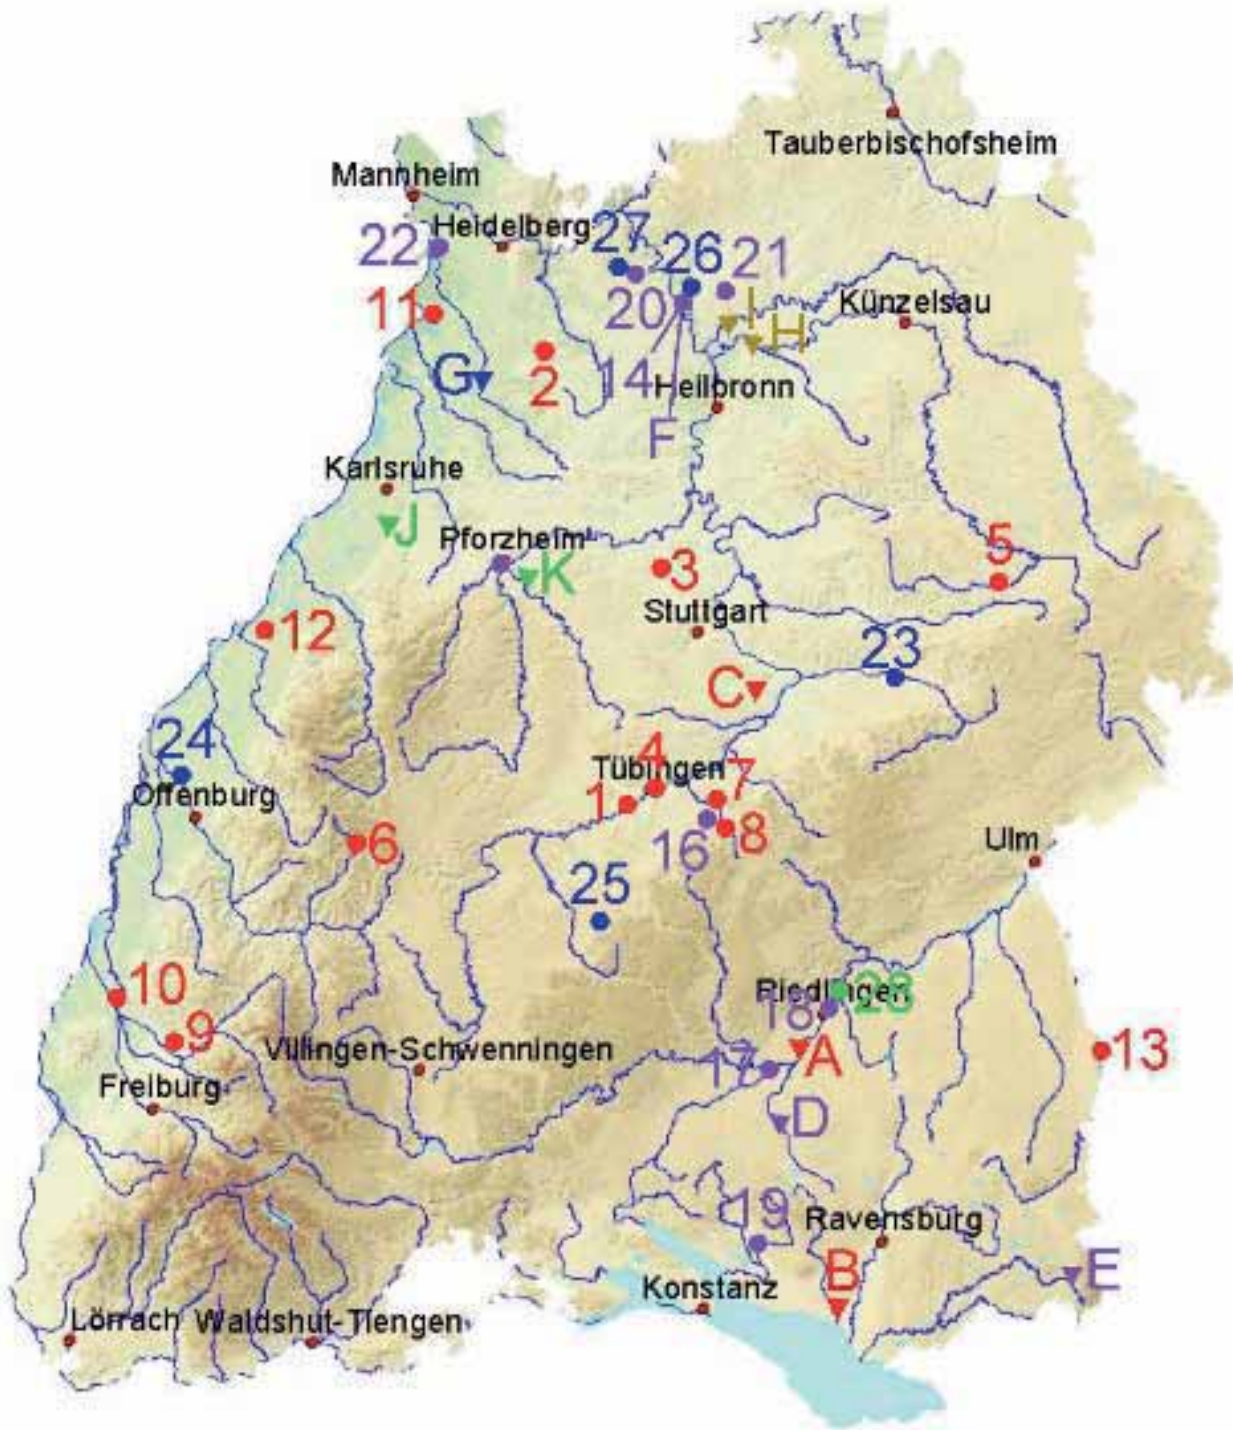 Tauberbischofsheim
Mannheim
Heidelberg
22
27
26
21
11
20
I
H
Künzelsau
G
2
14
Heilbronn
F
Karlsruhe
J
Pforzheim
K
3
5
Stuttgart
12
C
23
24
4
Tübingen
7
Offenburg
1
6
16
8
Ulm
25
10
Riedlingen
28
18
9
Villingen-Schwenningen
17
A
13
Freiburg
D
19
Ravensburg
B
E
Konstanz
Lörrach
Waldshut-Tiengen